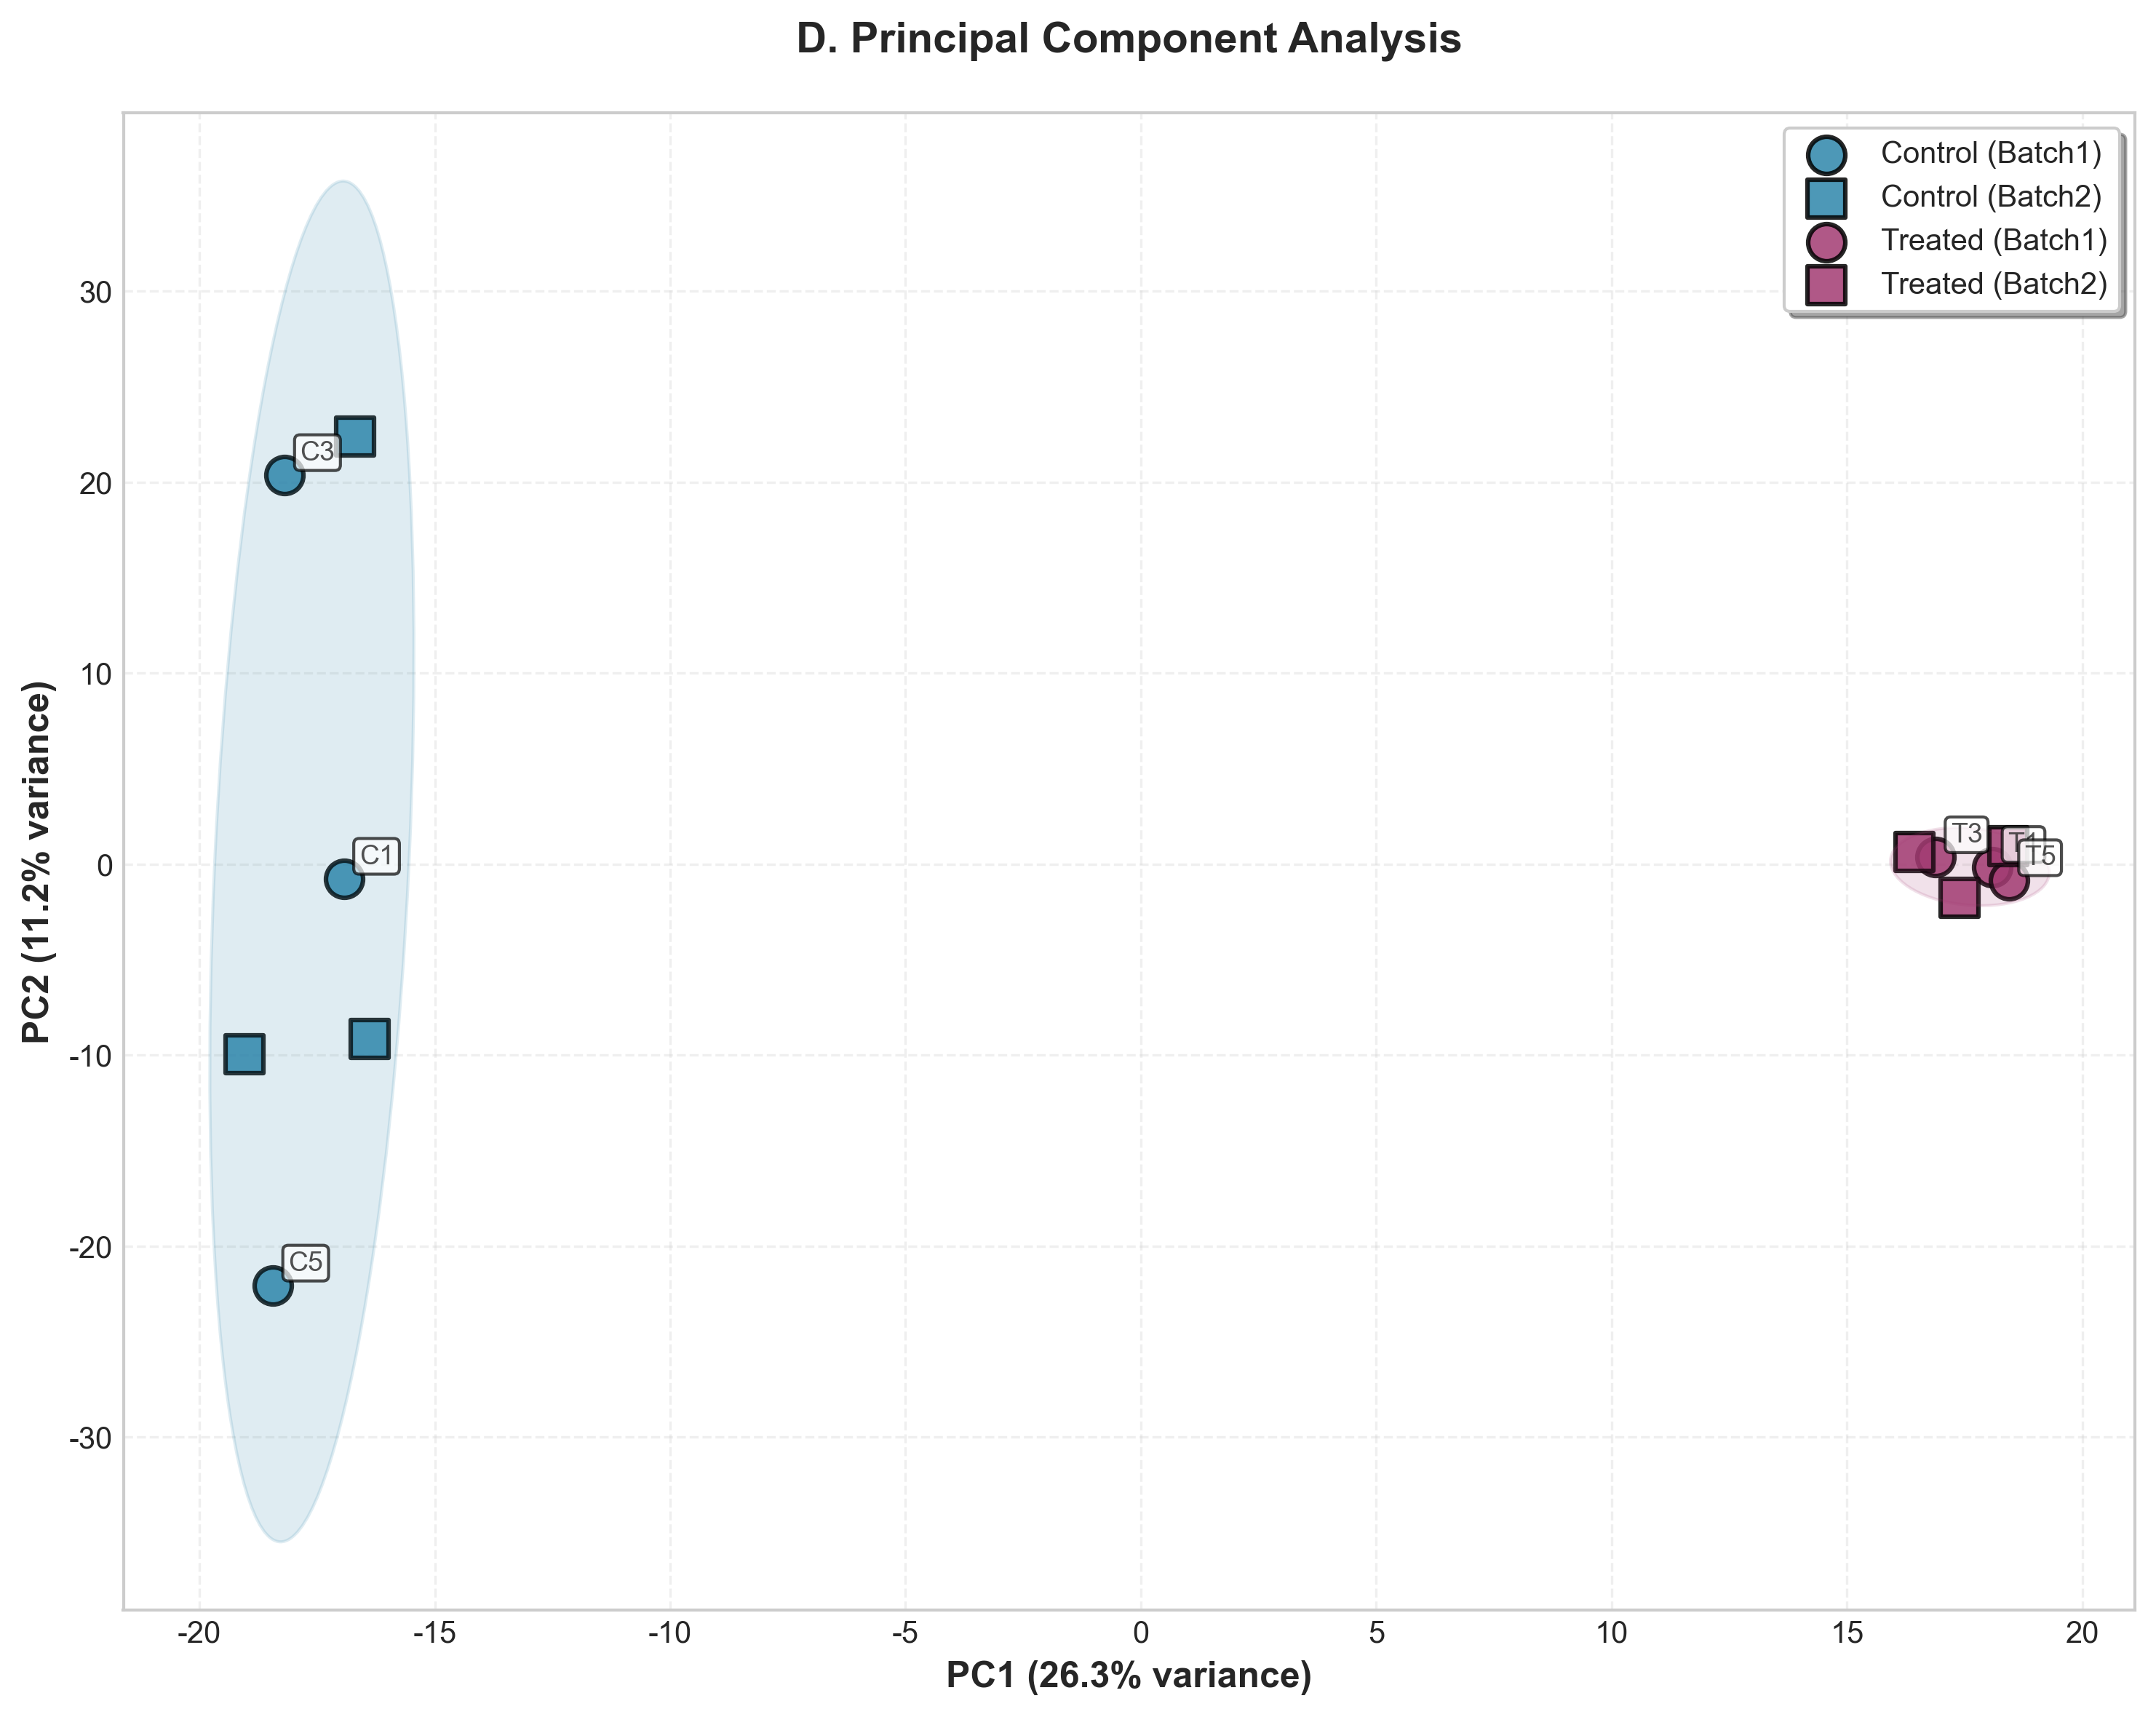 D. Principal Component Analysis
Control (Batch1)
Control (Batch2)
Treated (Batch1)
Treated (Batch2)
30
20
10
0
-10
-20
-30
PC2 (11.2% variance)
C3
C1
C5
T3
T1
T5
-20
-15
-10
-5
0
5
10
15
20
PC1 (26.3% variance)